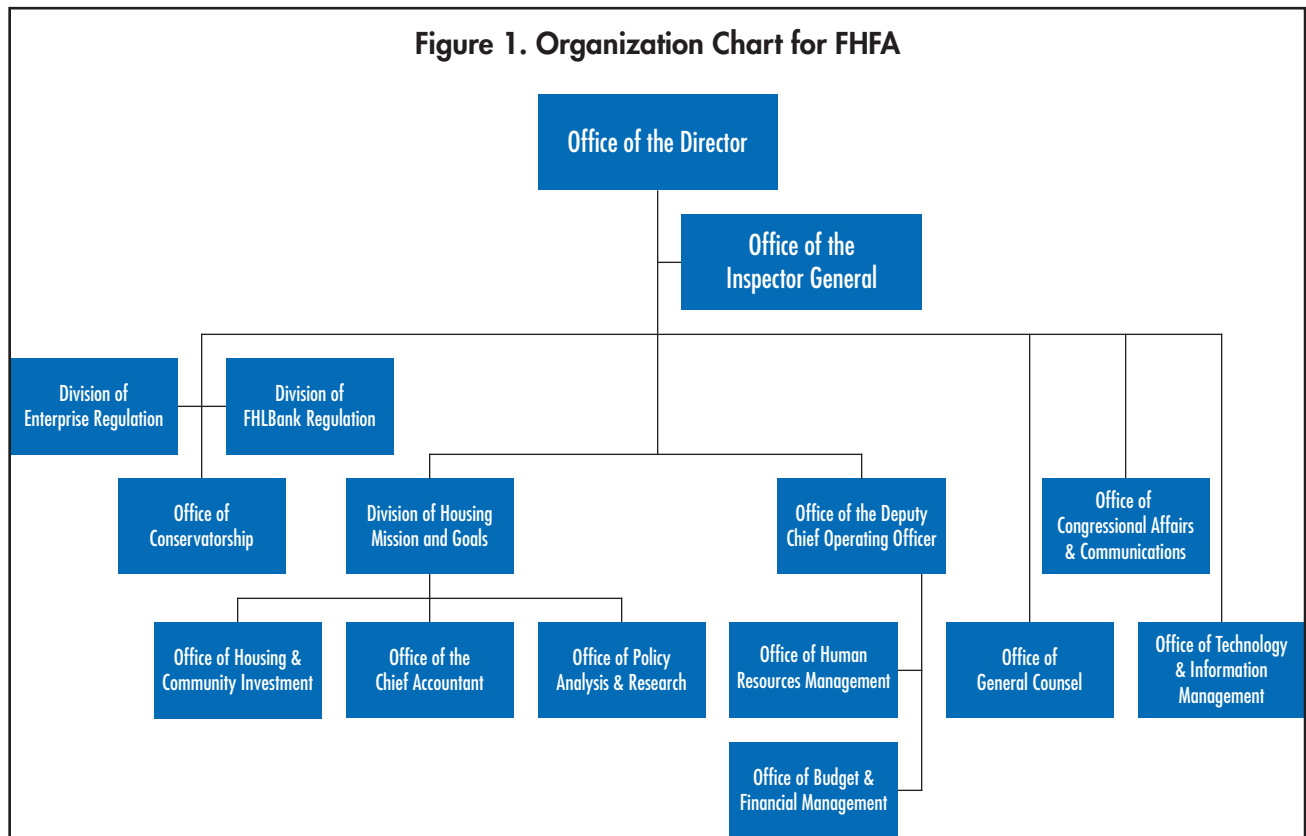 Figure 1. Organization Chart for FHFA
Office of the Director
Office of the
Inspector General
Division of
Enterprise Regulation
Division of
FHLBank Regulation
Office of
Conservatorship
Division of Housing
Mission and Goals
Office of the Deputy
Chief Operating Officer
Office of
Congressional Affairs
& Communications
Office of Housing &
Community Investment
Office of the
Chief Accountant
Office of Policy
Analysis & Research
Office of Human
Resources Management
Office of
General Counsel
Office of Technology
& Information
Management
Office of Budget &
Financial Management